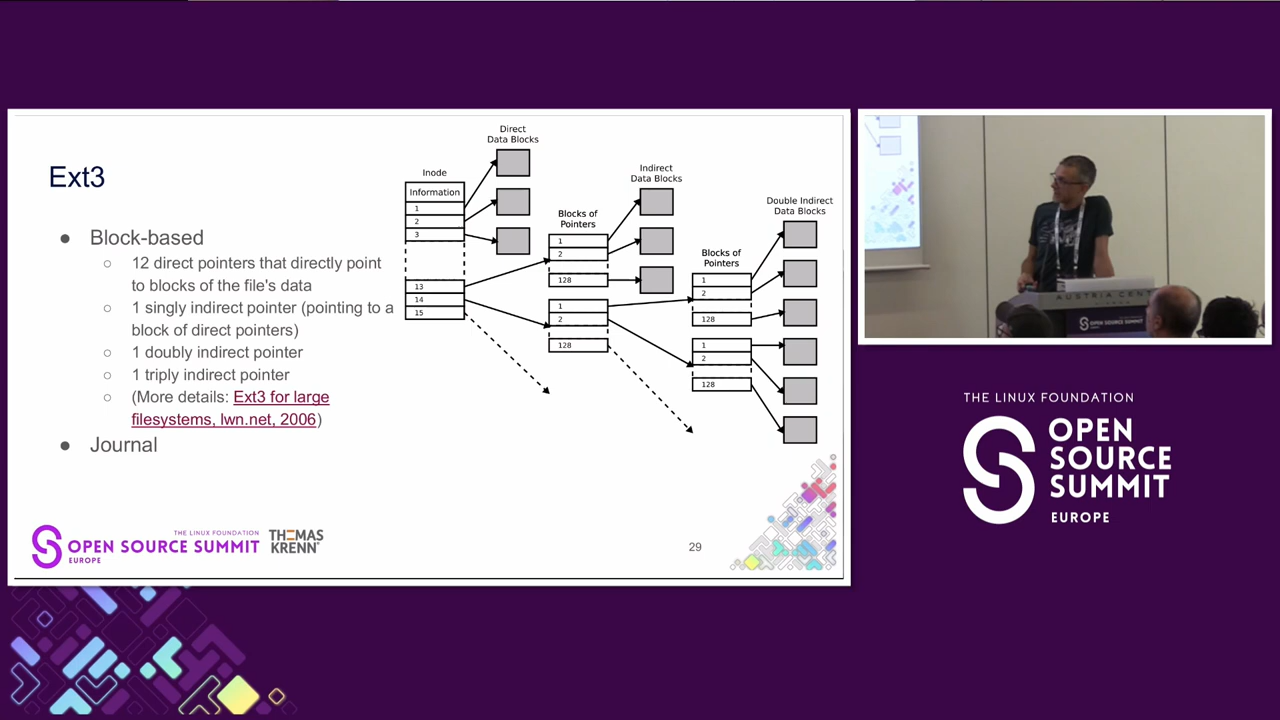 Ext3
● Block-based
○ 12 direct pointers that directly point
to blocks of the file's data
○ 1 singly indirect pointer (pointing to a
block of direct pointers)
○ 1 doubly indirect pointer
○ 1 triply indirect pointer
○ (More details: Ext3 for large
filesystems, lwn.net, 2006)
● Journal
Inode
Information
1
2
3
13
14
15
Direct
Data Blocks
Blocks of
Pointers
1
2
128
1
2
128
Indirect
Data Blocks
Blocks of
Pointers
1
2
128
1
2
128
Double Indirect
Data Blocks
THE LINUX FOUNDATION
OPEN SOURCE SUMMIT
EUROPE
THOMAS
KRENN®
29
AUSTRIA CENT
OPEN SOURCE SUMMIT
THE LINUX FOUNDATION
OPEN
SOURCE
SUMMIT
EUROPE